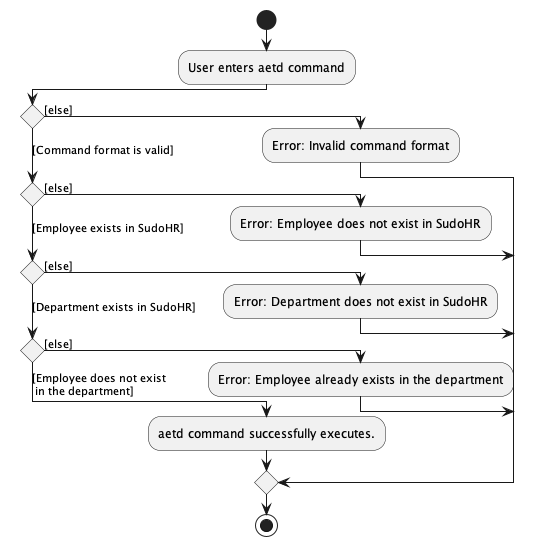 User enters aetd command
[else]
Error: Invalid command format
[Command format is valid]
[else]
Error: Employee does not exist in SudoHR
[Employee exists in SudoHR]
[else]
Error: Department does not exist in SudoHR
[Department exists in SudoHR]
[else]
Error: Employee already exists in the department
[Employee does not exist
in the department]
aetd command successfully executes.